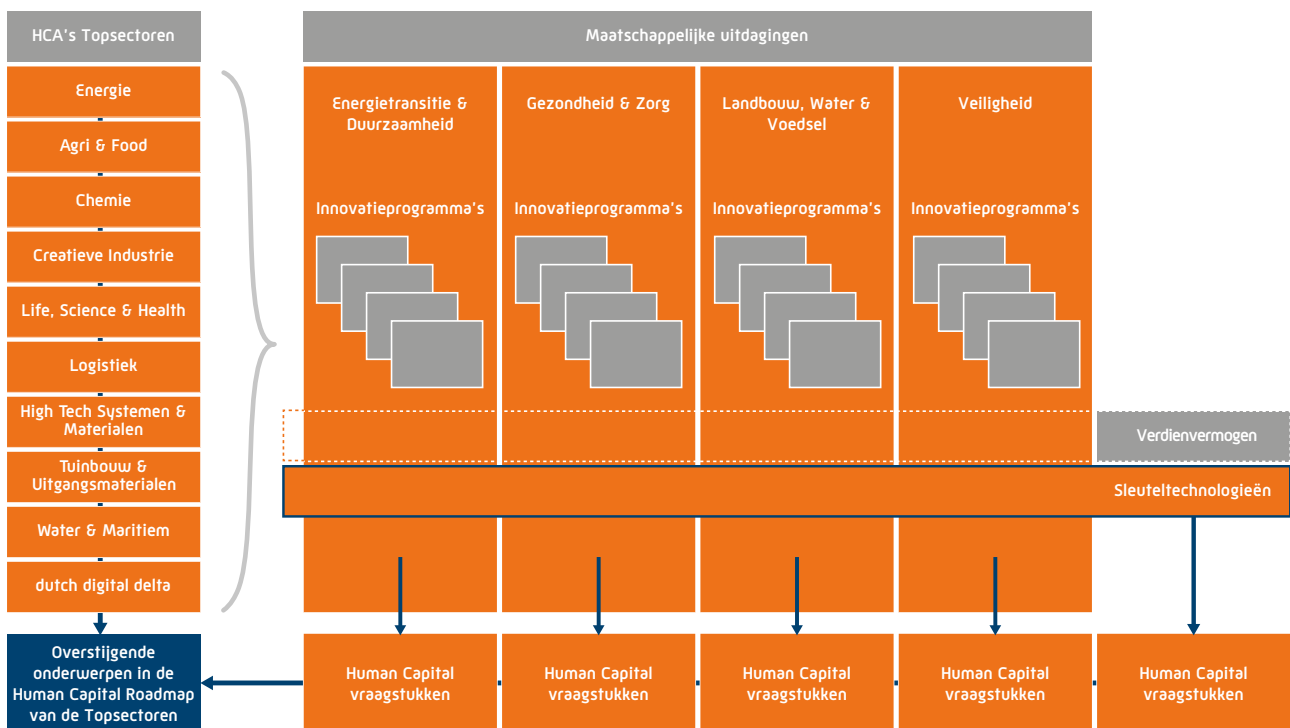 HCA's Topsectoren
Energie
Agri & Food
Chemie
Creatieve Industrie
Life, Science & Health
Logistiek
High Tech Systemen &
Materialen
Tuinbouw &
Uitgangsmaterialen
Water & Maritiem
dutch digital delta
Overstijgende
onderwerpen in de
Human Capital Roadmap
van de Topsectoren
Maatschappelijke uitdagingen
Energietransitie &
Duurzaamheid
Innovatieprogramma's
Gezondheid & Zorg
Innovatieprogramma's
Landbouw, Water &
Voedsel
Innovatieprogramma's
Veiligheid
Innovatieprogramma's
Verdienvermogen
Sleuteltechnologieën
Human Capital
vraagstukken
Human Capital
vraagstukken
Human Capital
vraagstukken
Human Capital
vraagstukken
Human Capital
vraagstukken